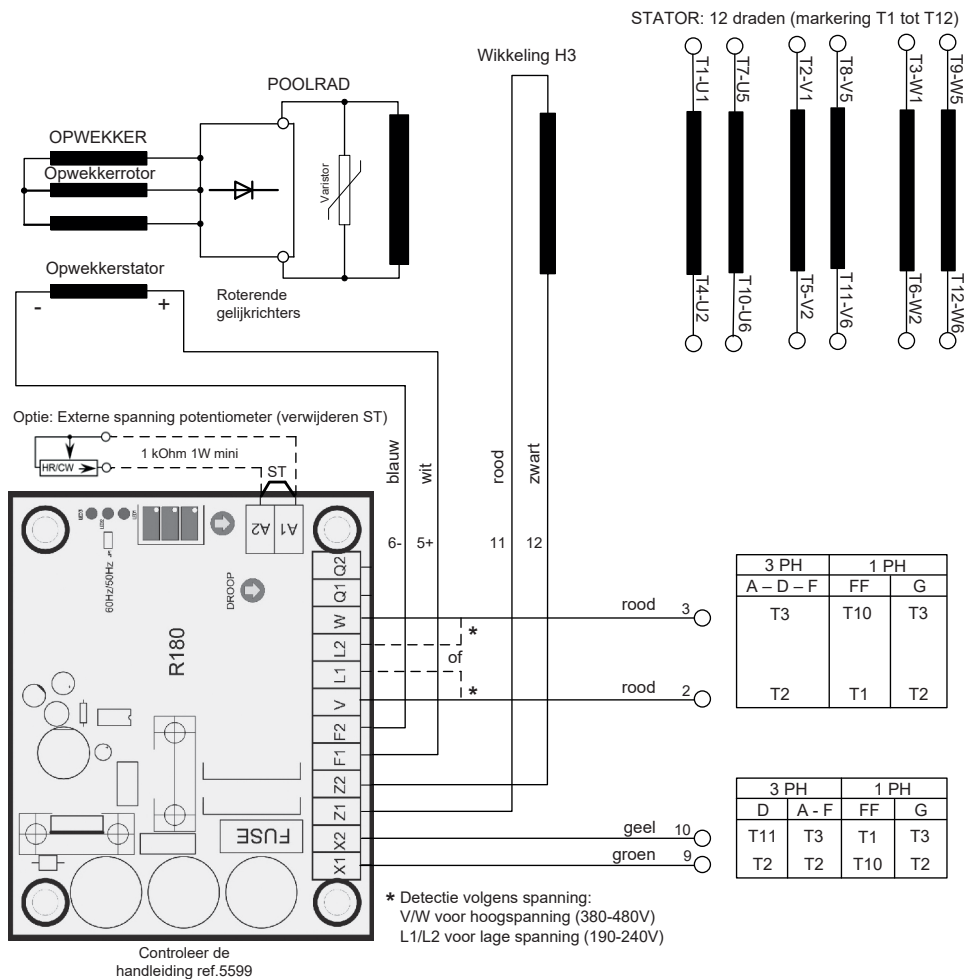 STATOR: 12 draden (markering T1 tot T12)
T1-U1
T7-U5
T2-V1
T8-V5
T3-W1
T9-W5
T4-U2
T10-U6
T5-V2
T11-V6
T6-W2
T12-W6
Wikkeling H3
POOLRAD
OPWEKKER
Opwekkerrotor
Varistor
Opwekkerstator
- +
Roterende
gelijkrichters
Optie: Externe spanning potentiometer (verwijderen ST)
1 kOhm 1W mini
HR/CW
ST
blauw
wit
rood
zwart
6- 5+ 11 12
A2 A1
60Hz/50Hz
DROOP
R180
FUSE
Q2
Q1
W
L2
L1
V
F2
F1
Z2
Z1
X2
X1
rood 3
*
of
*
rood 2
geel 10
groen 9
3 PH 1 PH
A – D – F FF G
T3 T10 T3
T2 T1 T2
3 PH 1 PH
D A - F FF G
T11 T3 T1 T3
T2 T2 T10 T2
* Detectie volgens spanning:
V/W voor hoogspanning (380-480V)
L1/L2 voor lage spanning (190-240V)
Controleer de
handleiding ref.5599